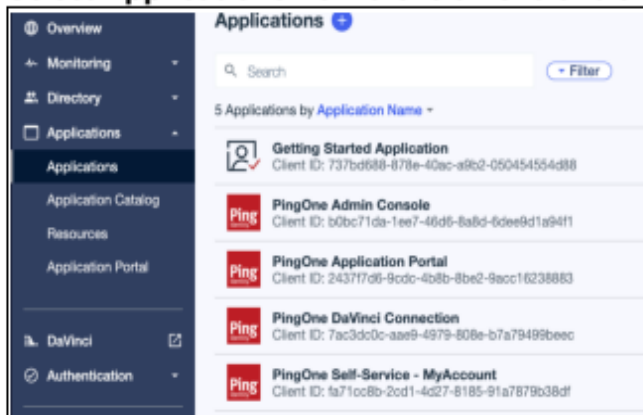 Overview
Monitoring
Directory
Applications
Applications
Application Catalog
Resources
Application Portal
DaVinci
Authentication
Applications
Search
Filter
5 Applications by Application Name
Getting Started Application
Client ID: 737bd688-878e-40ac-a9b2-050454554d88
Ping
PingOne Admin Console
Client ID: b0bc71da-1ee7-46d6-8a8d-6dee9d1a94f1
Ping
PingOne Application Portal
Client ID: 2437f7d6-9cdc-4b8b-8be2-9acc16238883
Ping
PingOne DaVinci Connection
Client ID: 7ac3dc0c-aae9-4979-808e-b7a79499beec
Ping
PingOne Self-Service - MyAccount
Client ID: fa71cc8b-2cd1-4d27-8185-91a7879b38df